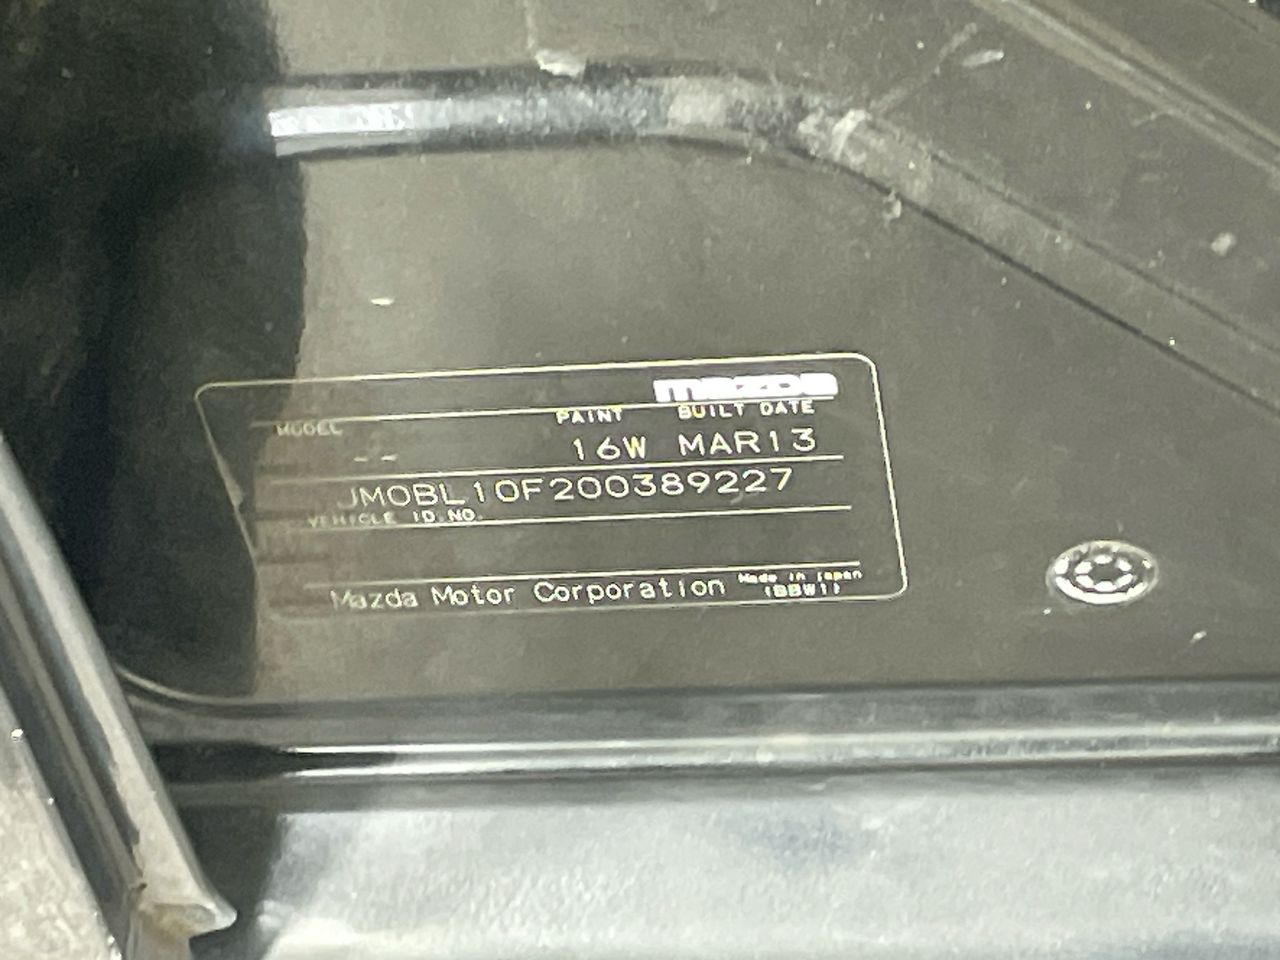 mazda
MODEL PAINT BUILT DATE
-- 16W MAR13
JM0BL10F200389227
VEHICLE ID.NO.
Mazda Motor Corporation Made in Japan
(BBW1)